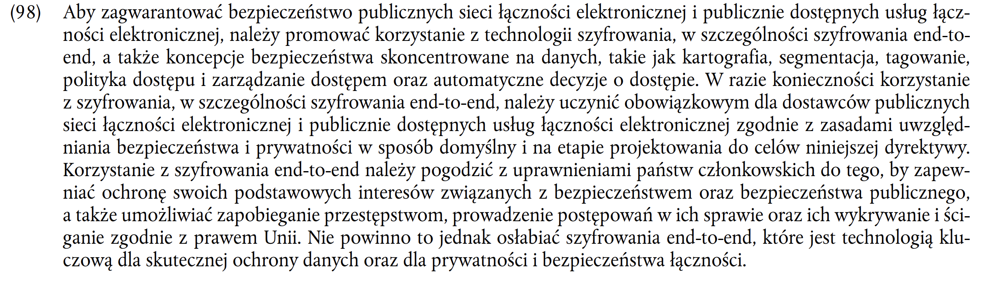 (98) Aby zagwarantować bezpieczeństwo publicznych sieci łączności elektronicznej i publicznie dostępnych usług łącz-
ności elektronicznej, należy promować korzystanie z technologii szyfrowania, w szczególności szyfrowania end-to-
end, a także koncepcje bezpieczeństwa skoncentrowane na danych, takie jak kartografia, segmentacja, tagowanie,
polityka dostępu i zarządzanie dostępem oraz automatyczne decyzje o dostępie. W razie konieczności korzystanie
z szyfrowania, w szczególności szyfrowania end-to-end, należy uczynić obowiązkowym dla dostawców publicznych
sieci łączności elektronicznej i publicznie dostępnych usług łączności elektronicznej zgodnie z zasadami uwzględ-
niania bezpieczeństwa i prywatności w sposób domyślny i na etapie projektowania do celów niniejszej dyrektywy.
Korzystanie z szyfrowania end-to-end należy pogodzić z uprawnieniami państw członkowskich do tego, by zapew-
niać ochronę swoich podstawowych interesów związanych z bezpieczeństwem oraz bezpieczeństwa publicznego,
a także umożliwiać zapobieganie przestępstwom, prowadzenie postępowań w ich sprawie oraz ich wykrywanie i ści-
ganie zgodnie z prawem Unii. Nie powinno to jednak osłabiać szyfrowania end-to-end, które jest technologią klu-
czową dla skutecznej ochrony danych oraz dla prywatności i bezpieczeństwa łączności.